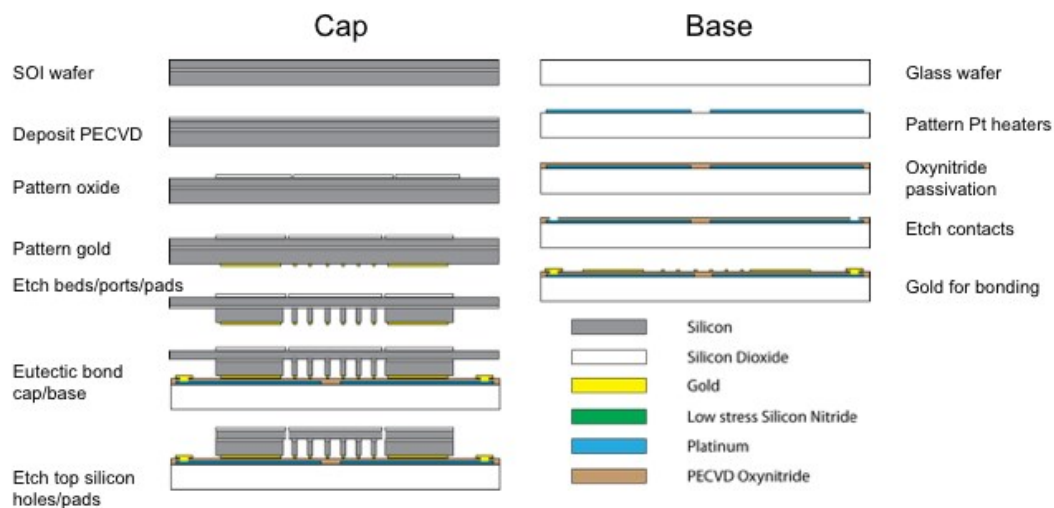 Cap
SOI wafer
Deposit PECVD
Pattern oxide
Pattern gold
Etch beds/ports/pads
Eutectic bond
cap/base
Etch top silicon
holes/pads
Base
Glass wafer
Pattern Pt heaters
Oxynitride
passivation
Etch contacts
Gold for bonding
Silicon
Silicon Dioxide
Gold
Low stress Silicon Nitride
Platinum
PECVD Oxynitride